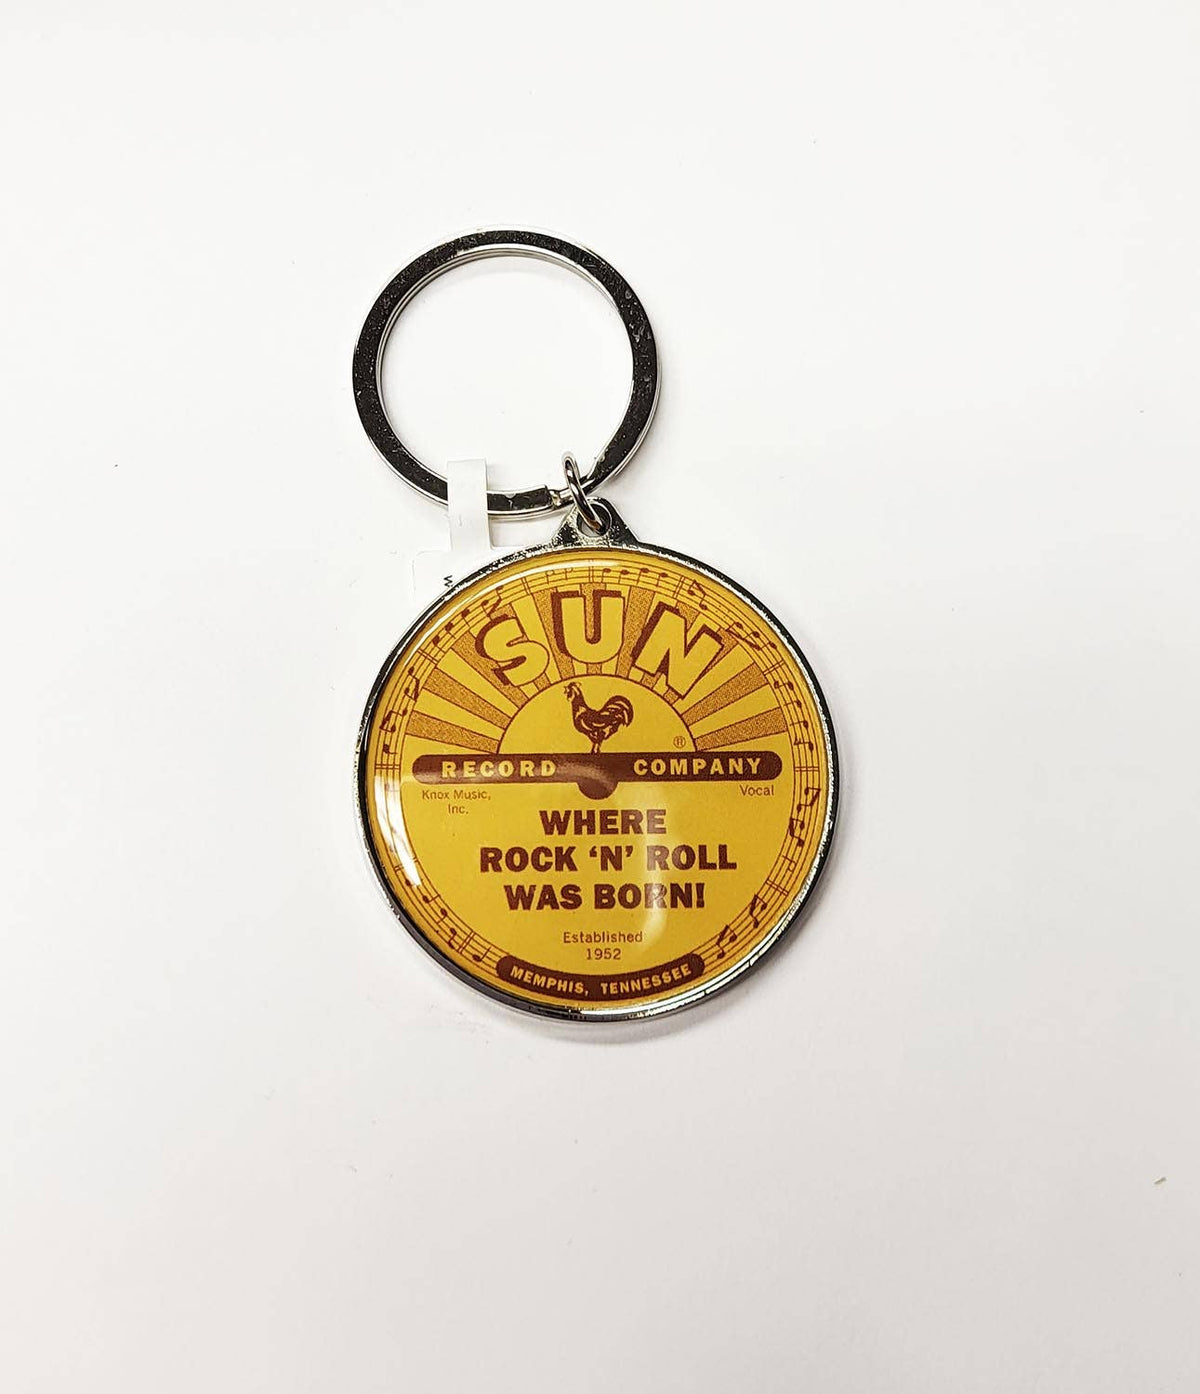 SUN
®
RECORD COMPANY
Knox Music,
Inc.
Vocal
WHERE
ROCK ‘N’ ROLL
WAS BORN!
Established
1952
MEMPHIS, TENNESSEE